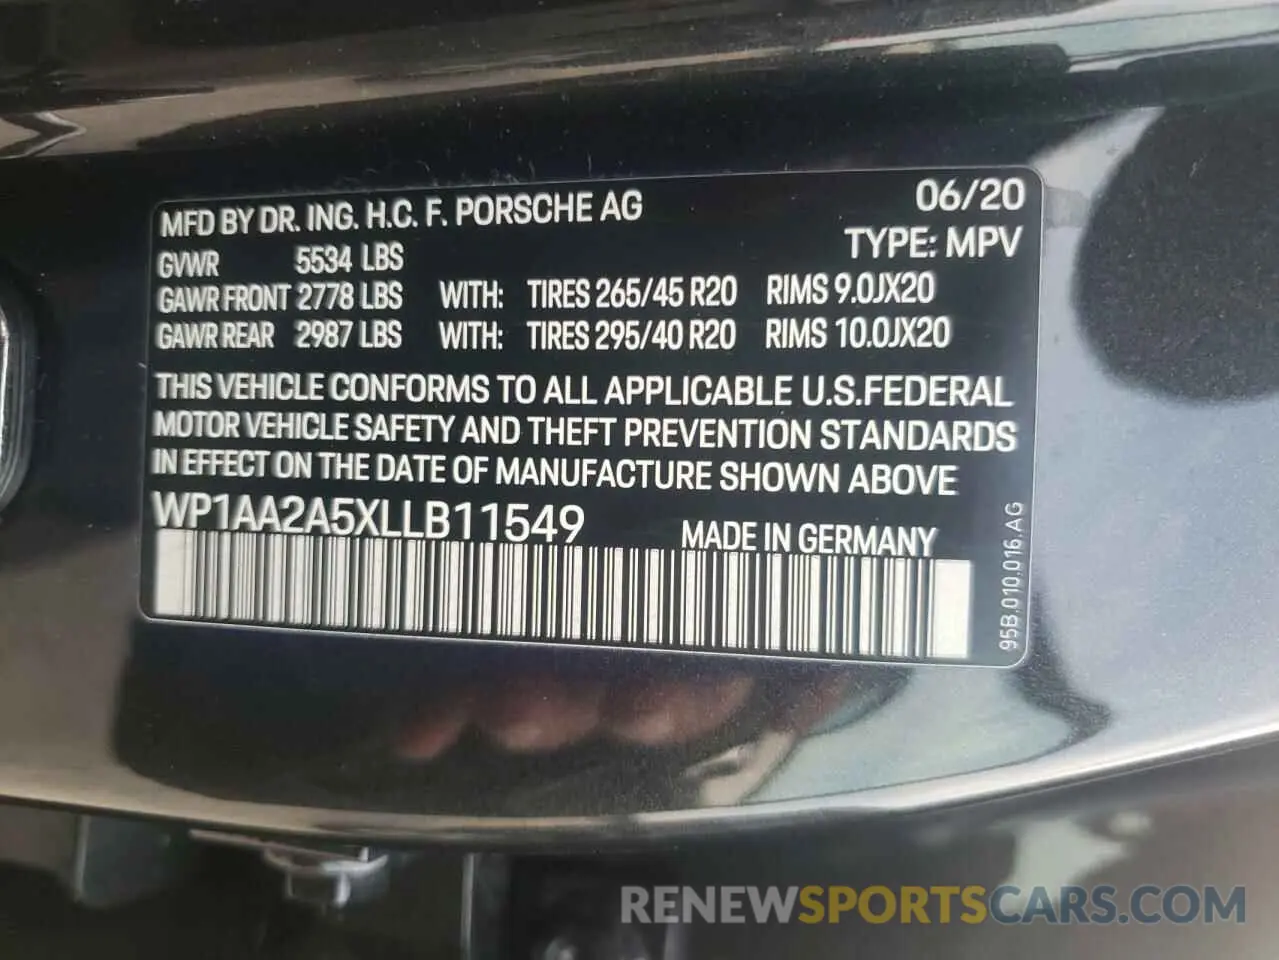 MFD BY DR. ING. H.C. F. PORSCHE AG 06/20
GVWR 5534 LBS TYPE: MPV
GAWR FRONT 2778 LBS WITH: TIRES 265/45 R20 RIMS 9.0JX20
GAWR REAR 2987 LBS WITH: TIRES 295/40 R20 RIMS 10.0JX20
THIS VEHICLE CONFORMS TO ALL APPLICABLE U.S.FEDERAL
MOTOR VEHICLE SAFETY AND THEFT PREVENTION STANDARDS
IN EFFECT ON THE DATE OF MANUFACTURE SHOWN ABOVE
WP1AA2A5XLLB11549 MADE IN GERMANY
95B.010.016.AG
RENEWSPORTSCARS.COM